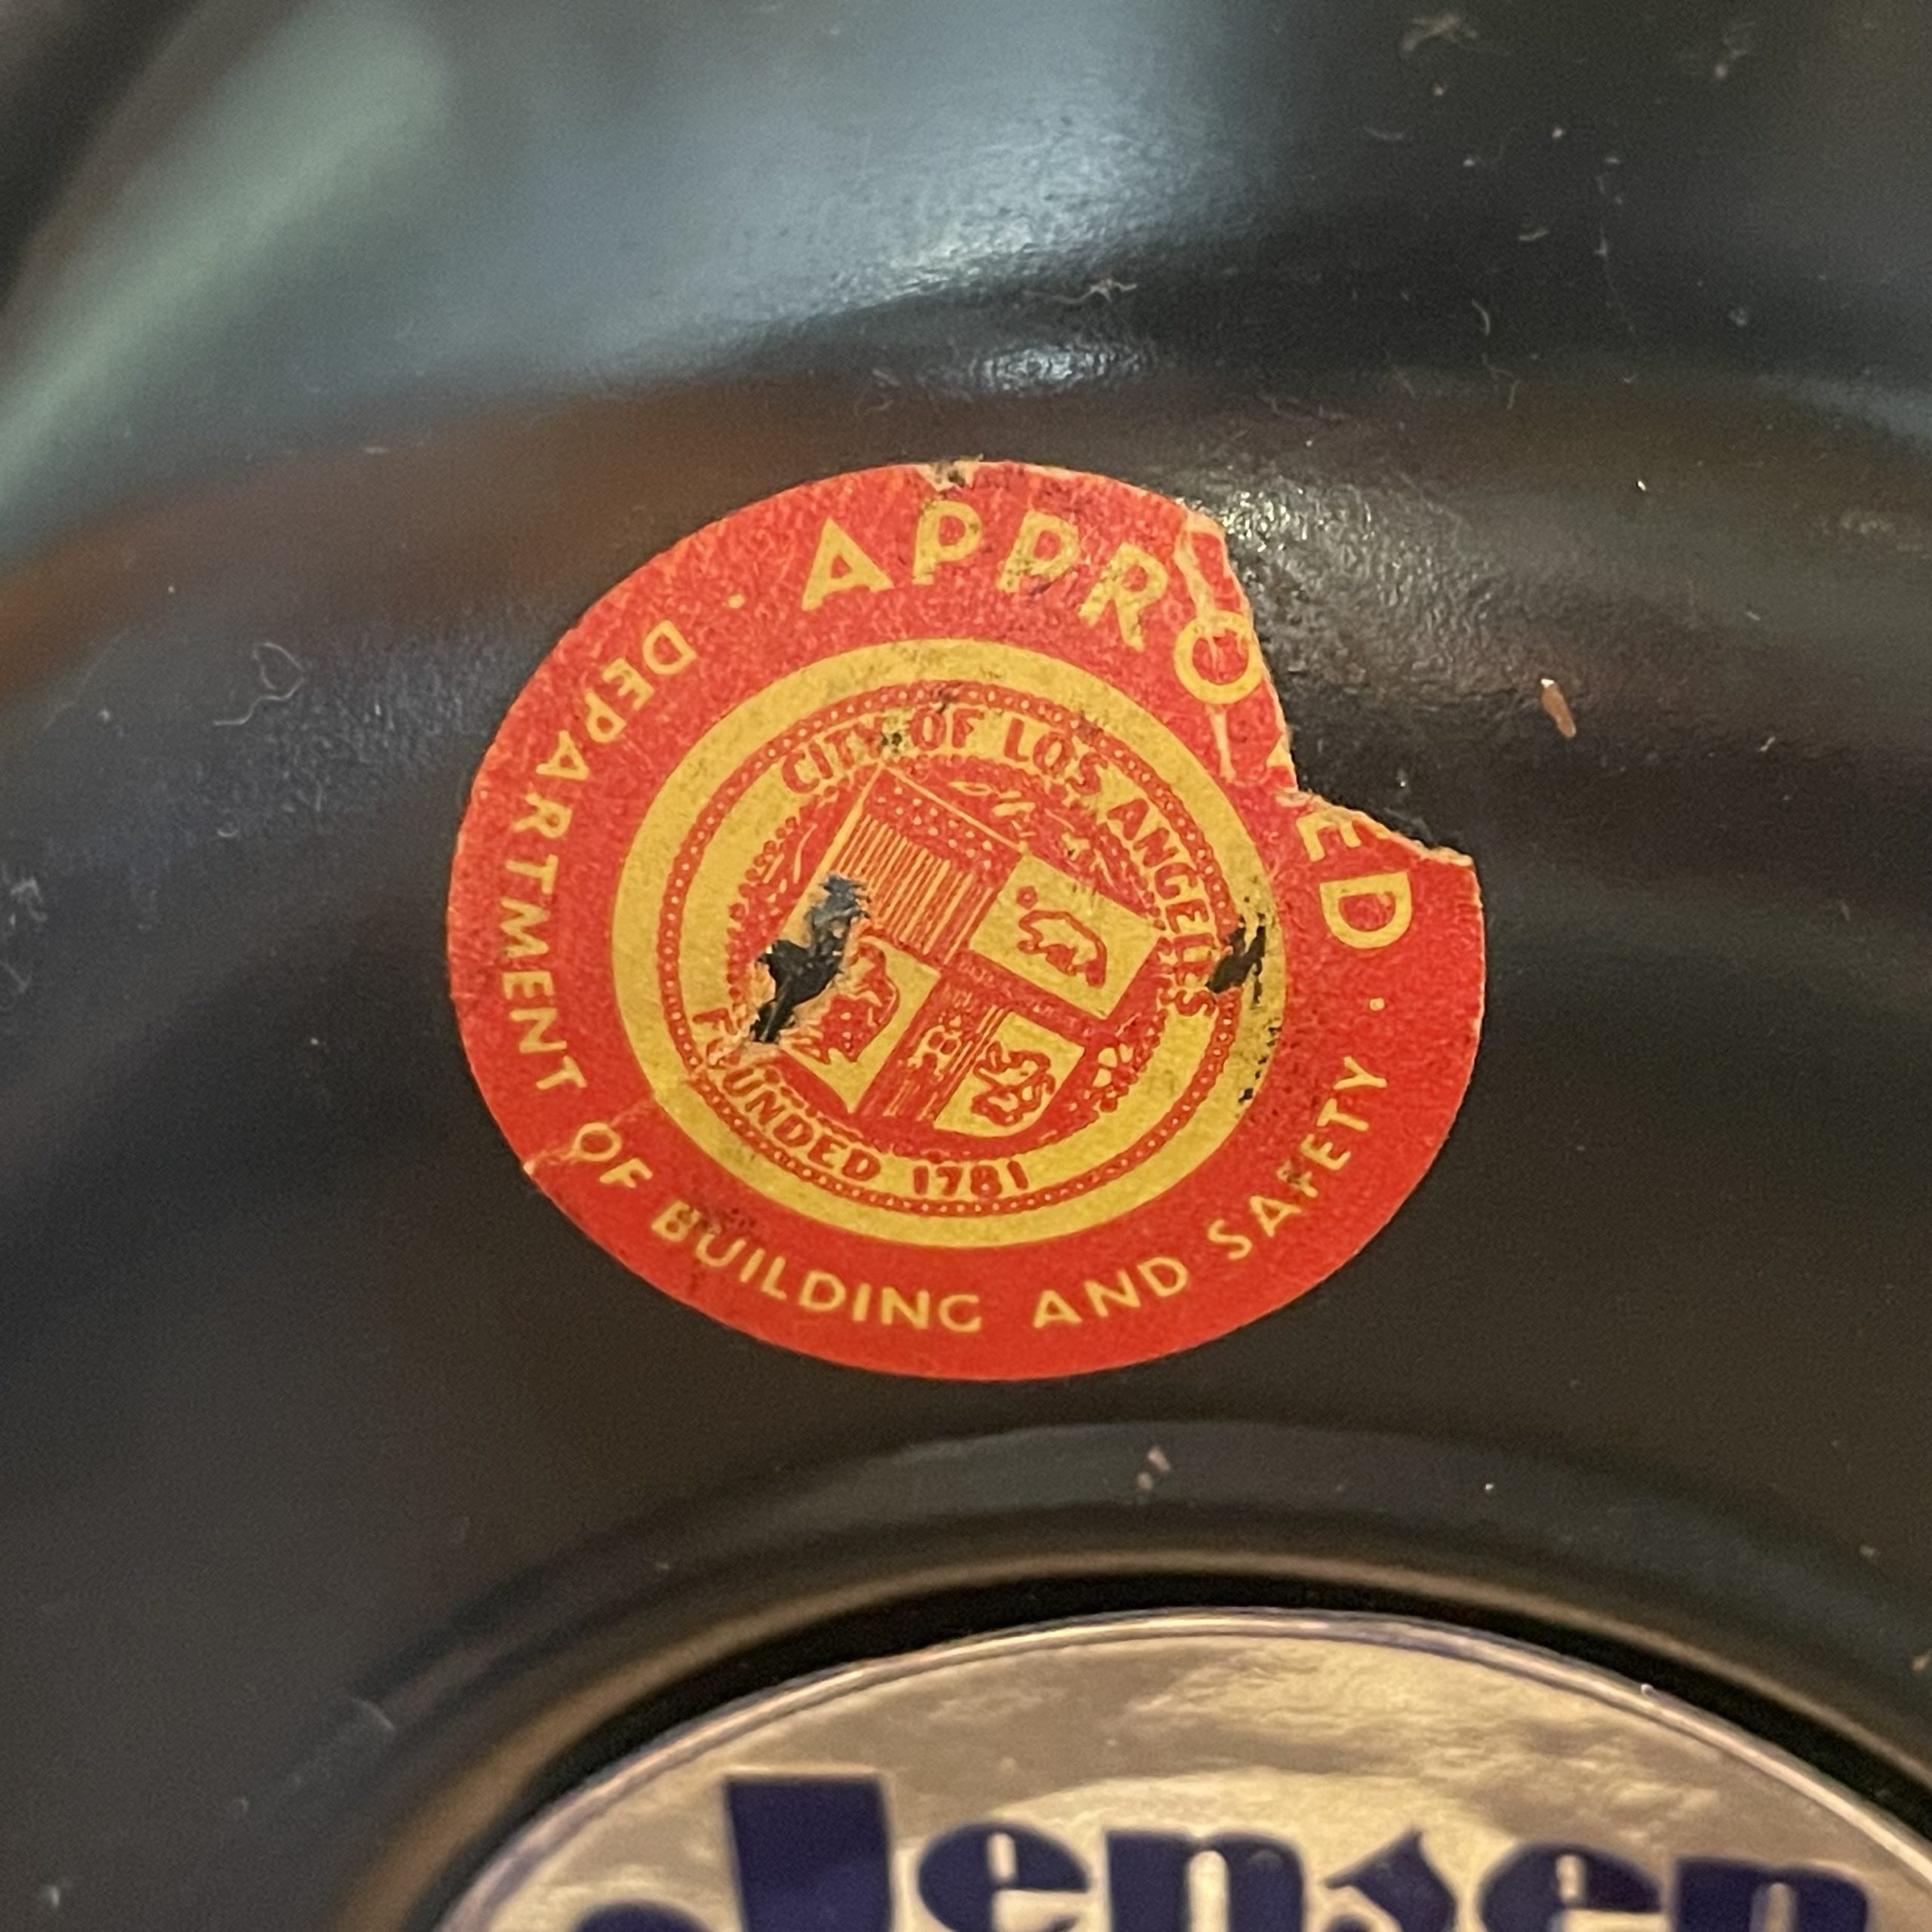 APPROVED
DEPARTMENT OF BUILDING AND SAFETY
CITY OF LOS ANGELES
FOUNDED 1781
Jensen